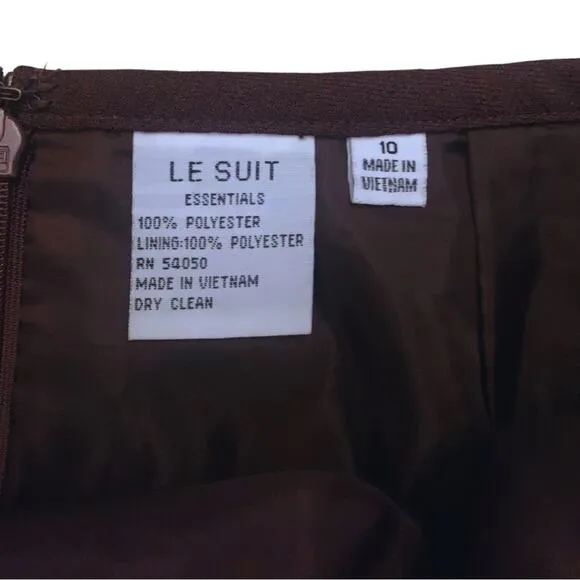 LE SUIT
ESSENTIALS
100% POLYESTER
LINING:100% POLYESTER
RN 54050
MADE IN VIETNAM
DRY CLEAN
10
MADE IN
VIETNAM